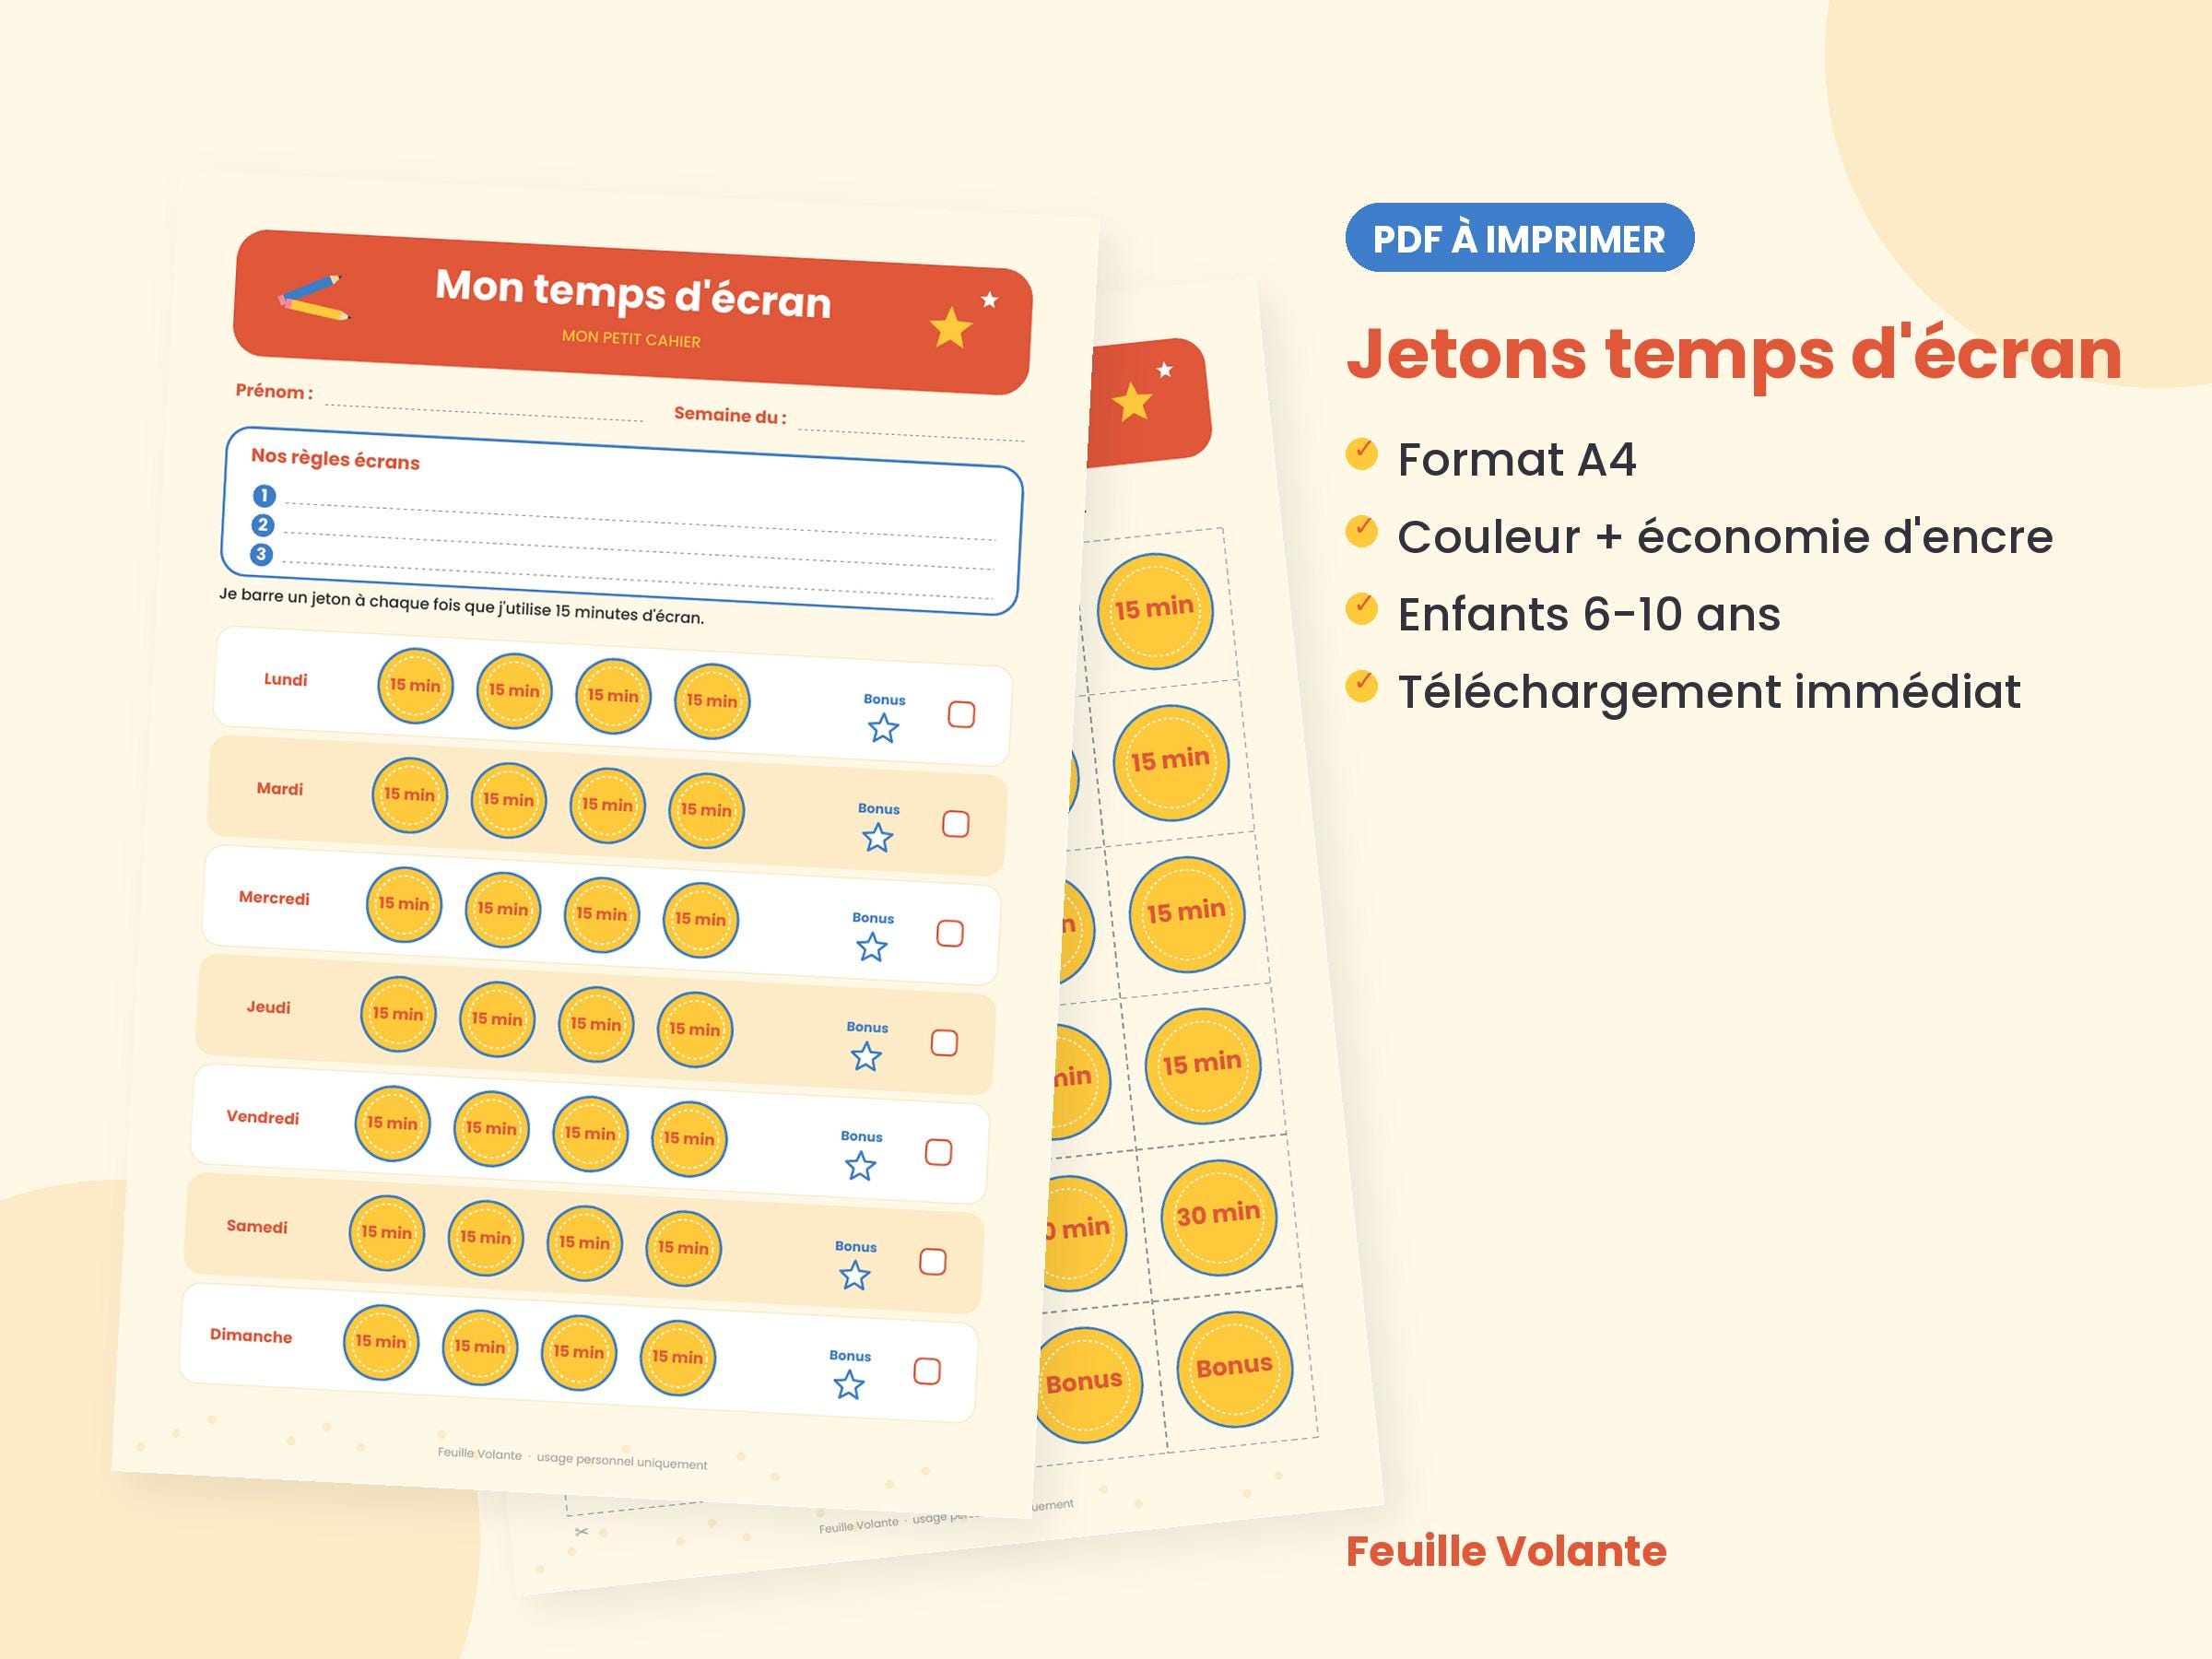 Mon temps d'écran
MON PETIT CAHIER
Prénom :
Semaine du :
Nos règles écrans
1
2
3
Je barre un jeton à chaque fois que j'utilise 15 minutes d'écran.
Lundi 15 min 15 min 15 min 15 min Bonus
Mardi 15 min 15 min 15 min 15 min Bonus
Mercredi 15 min 15 min 15 min 15 min Bonus
Jeudi 15 min 15 min 15 min 15 min Bonus
Vendredi 15 min 15 min 15 min 15 min Bonus
Samedi 15 min 15 min 15 min 15 min Bonus
Dimanche 15 min 15 min 15 min 15 min Bonus
Feuille Volante · usage personnel uniquement
15 min
15 min
15 min
min 15 min
min 30 min
Bonus Bonus
Feuille Volante · usage
PDF À IMPRIMER
Jetons temps d'écran
✓ Format A4
✓ Couleur + économie d'encre
✓ Enfants 6-10 ans
✓ Téléchargement immédiat
Feuille Volante